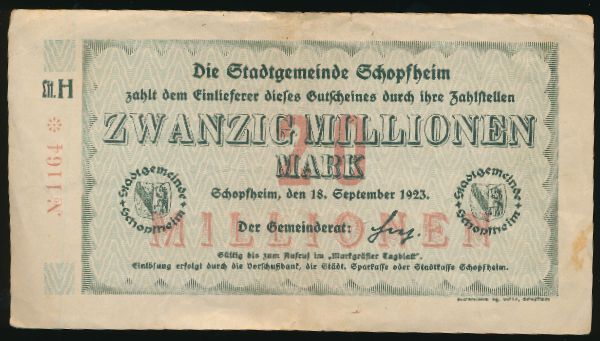 Die Stadtgemeinde Schopfheim
Lit. H
zahlt dem Einlieferer dieses Gutscheines durch ihre Zahlstellen
ZWANZIG MILLIONEN
20
MARK
№ 1164 *
Schopfheim, den 18. September 1923.
Stadtgemeinde Schopfheim
Stadtgemeinde Schopfheim
Der Gemeinderat:
MILLIONEN
Gültig bis zum Aufruf im „Markgräfler Tagblatt“.
Einlösung erfolgt durch die Vorschußbank, die Städt. Sparkasse oder Stadtkasse Schopfheim.